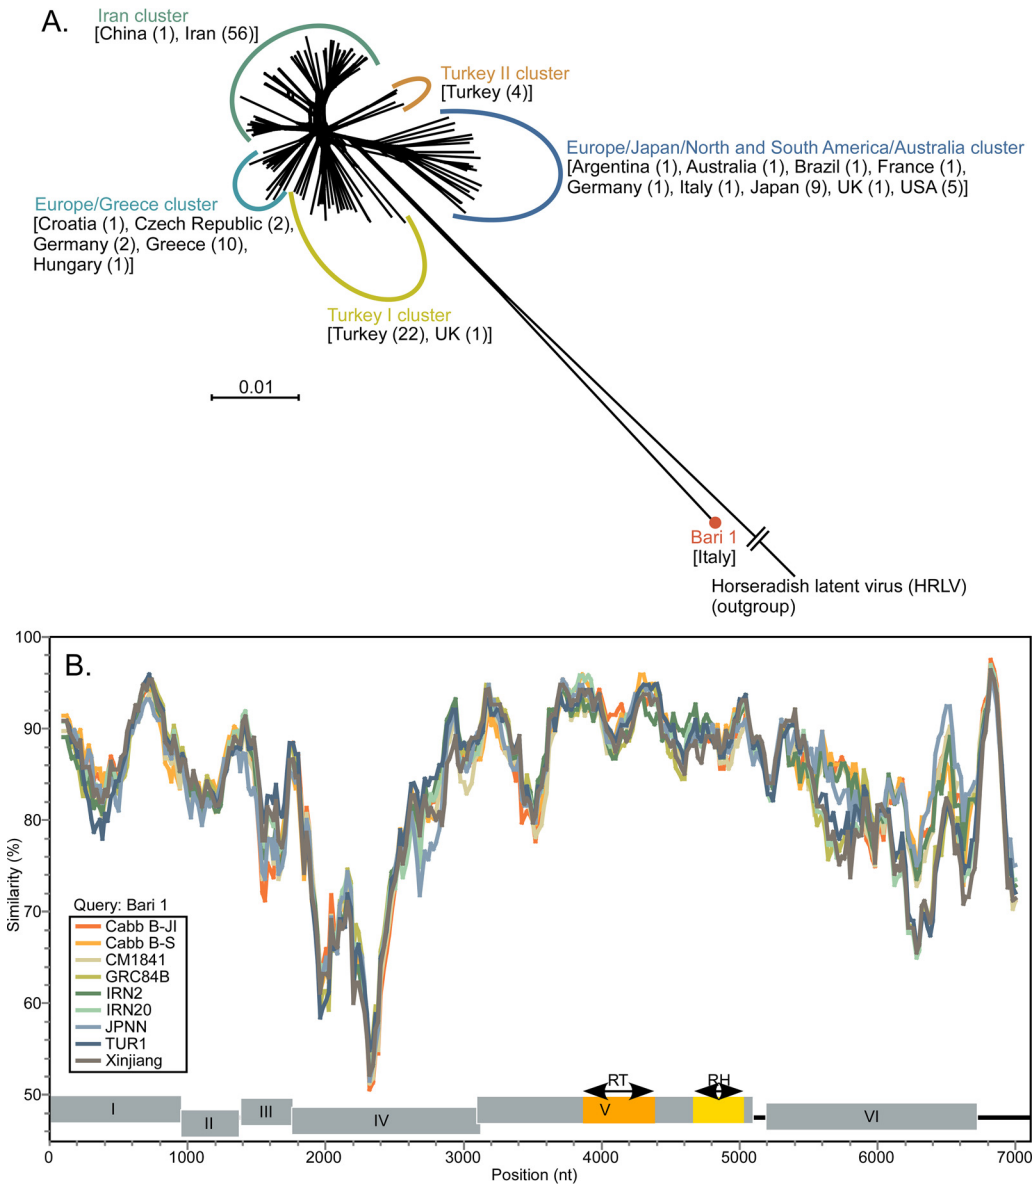 A.
Iran cluster
[China (1), Iran (56)]
Turkey II cluster
[Turkey (4)]
Europe/Japan/North and South America/Australia cluster
[Argentina (1), Australia (1), Brazil (1), France (1),
Germany (1), Italy (1), Japan (9), UK (1), USA (5)]
Europe/Greece cluster
[Croatia (1), Czech Republic (2),
Germany (2), Greece (10),
Hungary (1)]
Turkey I cluster
[Turkey (22), UK (1)]
0.01
Bari 1
[Italy]
Horseradish latent virus (HRLV)
(outgroup)
B.
100
90
80
70
60
50
Similarity (%)
Query: Bari 1
Cabb B-JI
Cabb B-S
CM1841
GRC84B
IRN2
IRN20
JPNN
TUR1
Xinjiang
RT
RH
I
II
III
IV
V
VI
0
1000
2000
3000
4000
5000
6000
7000
Position (nt)